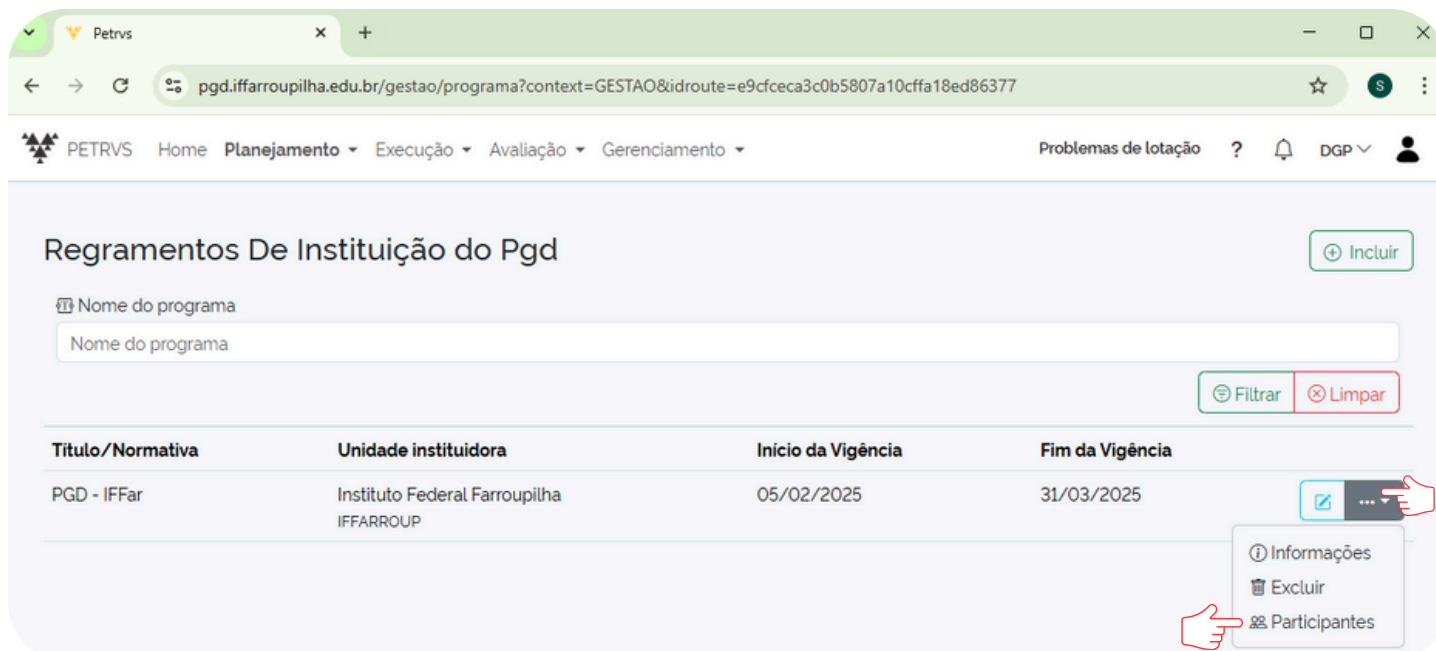 Petrvs
pgd.iffarroupilha.edu.br/gestao/programa?context=GESTAO&idroute=e9cfceca3c0b5807a10cffa18ed86377
S
PETRVS Home Planejamento Execução Avaliação Gerenciamento Problemas de lotação ? DGP
Regramentos De Instituição do Pgd
Incluir
Nome do programa
Nome do programa
Filtrar Limpar
Título/Normativa Unidade instituidora Início da Vigência Fim da Vigência
PGD - IFFar Instituto Federal Farroupilha 05/02/2025 31/03/2025
IFFARROUP
Informações
Excluir
Participantes